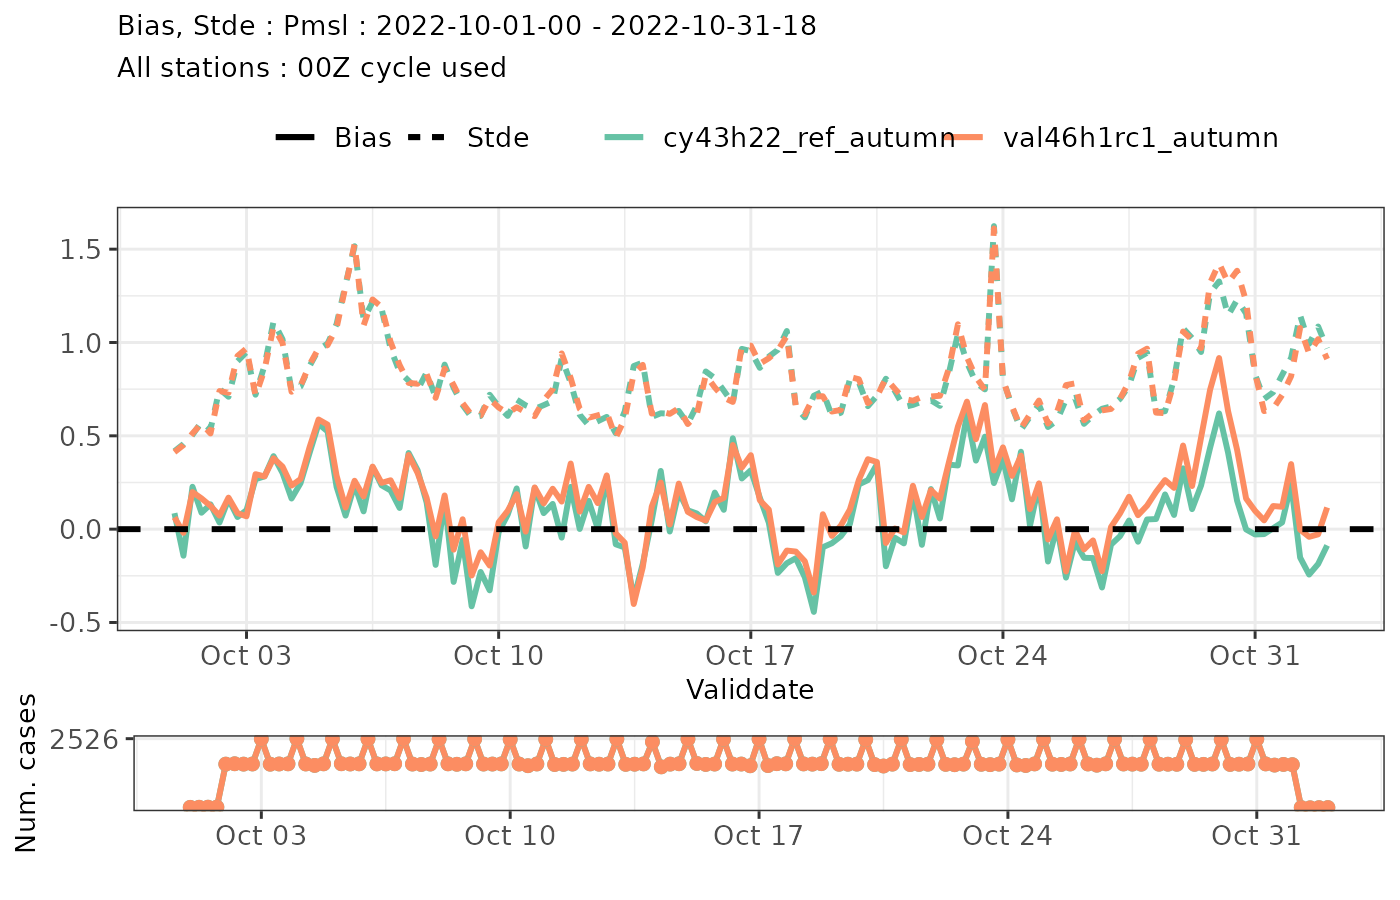 Bias, Stde : Pmsl : 2022-10-01-00 - 2022-10-31-18
All stations : 00Z cycle used
Bias Stde cy43h22_ref_autumn val46h1rc1_autumn
1.5
1.0
0.5
0.0
-0.5
Oct 03 Oct 10 Oct 17 Oct 24 Oct 31
Validdate
Num. cases
2526
Oct 03 Oct 10 Oct 17 Oct 24 Oct 31